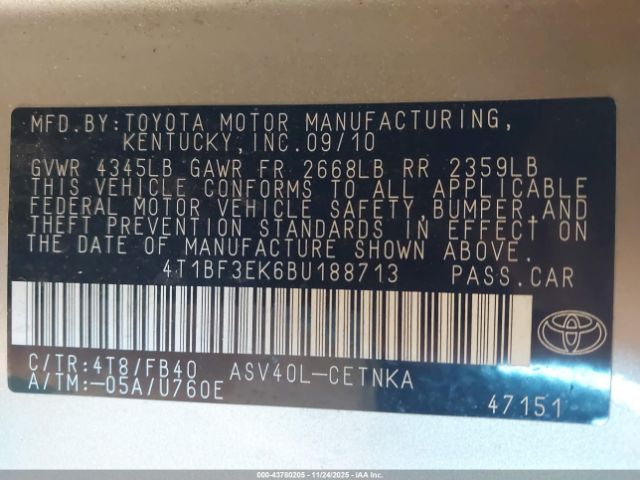 MFD.BY:TOYOTA MOTOR MANUFACTURING,
KENTUCKY,INC.09/10
GVWR 4345LB GAWR FR 2668LB RR 2359LB
THIS VEHICLE CONFORMS TO ALL APPLICABLE
FEDERAL MOTOR VEHICLE SAFETY,BUMPER,AND
THEFT PREVENTION STANDARDS IN EFFECT ON
THE DATE OF MANUFACTURE SHOWN ABOVE.
4T1BF3EK6BU188713 PASS.CAR
C/TR:4T8/FB40 ASV40L-CETNKA
A/TM:-05A/U760E
47151
000-43780205 - 11/24/2025 - IAAI.CA